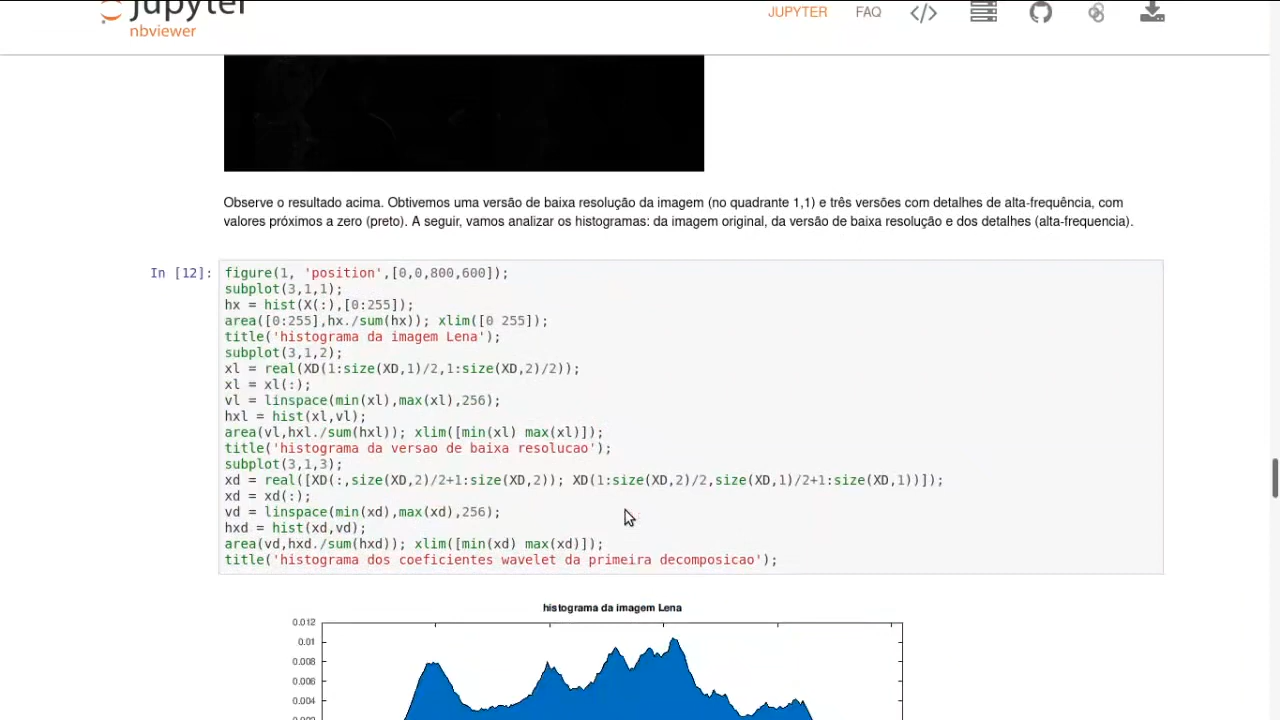 jupyter
nbviewer
JUPYTER FAQ </>
Observe o resultado acima. Obtivemos uma versão de baixa resolução da imagem (no quadrante 1,1) e três versões com detalhes de alta-frequência, com
valores próximos a zero (preto). A seguir, vamos analizar os histogramas: da imagem original, da versão de baixa resolução e dos detalhes (alta-frequencia).
In [12]:
figure(1, 'position',[0,0,800,600]);
subplot(3,1,1);
hx = hist(X(:),[0:255]);
area([0:255],hx./sum(hx)); xlim([0 255]);
title('histograma da imagem Lena');
subplot(3,1,2);
xl = real(XD(1:size(XD,1)/2,1:size(XD,2)/2));
xl = xl(:);
vl = linspace(min(xl),max(xl),256);
hxl = hist(xl,vl);
area(vl,hxl./sum(hxl)); xlim([min(xl) max(xl)]);
title('histograma da versao de baixa resolucao');
subplot(3,1,3);
xd = real([XD(:,size(XD,2)/2+1:size(XD,2)); XD(1:size(XD,2)/2,size(XD,1)/2+1:size(XD,1))]);
xd = xd(:);
vd = linspace(min(xd),max(xd),256);
hxd = hist(xd,vd);
area(vd,hxd./sum(hxd)); xlim([min(xd) max(xd)]);
title('histograma dos coeficientes wavelet da primeira decomposicao');
histograma da imagem Lena
0.012
0.01
0.008
0.006
0.004
0.002